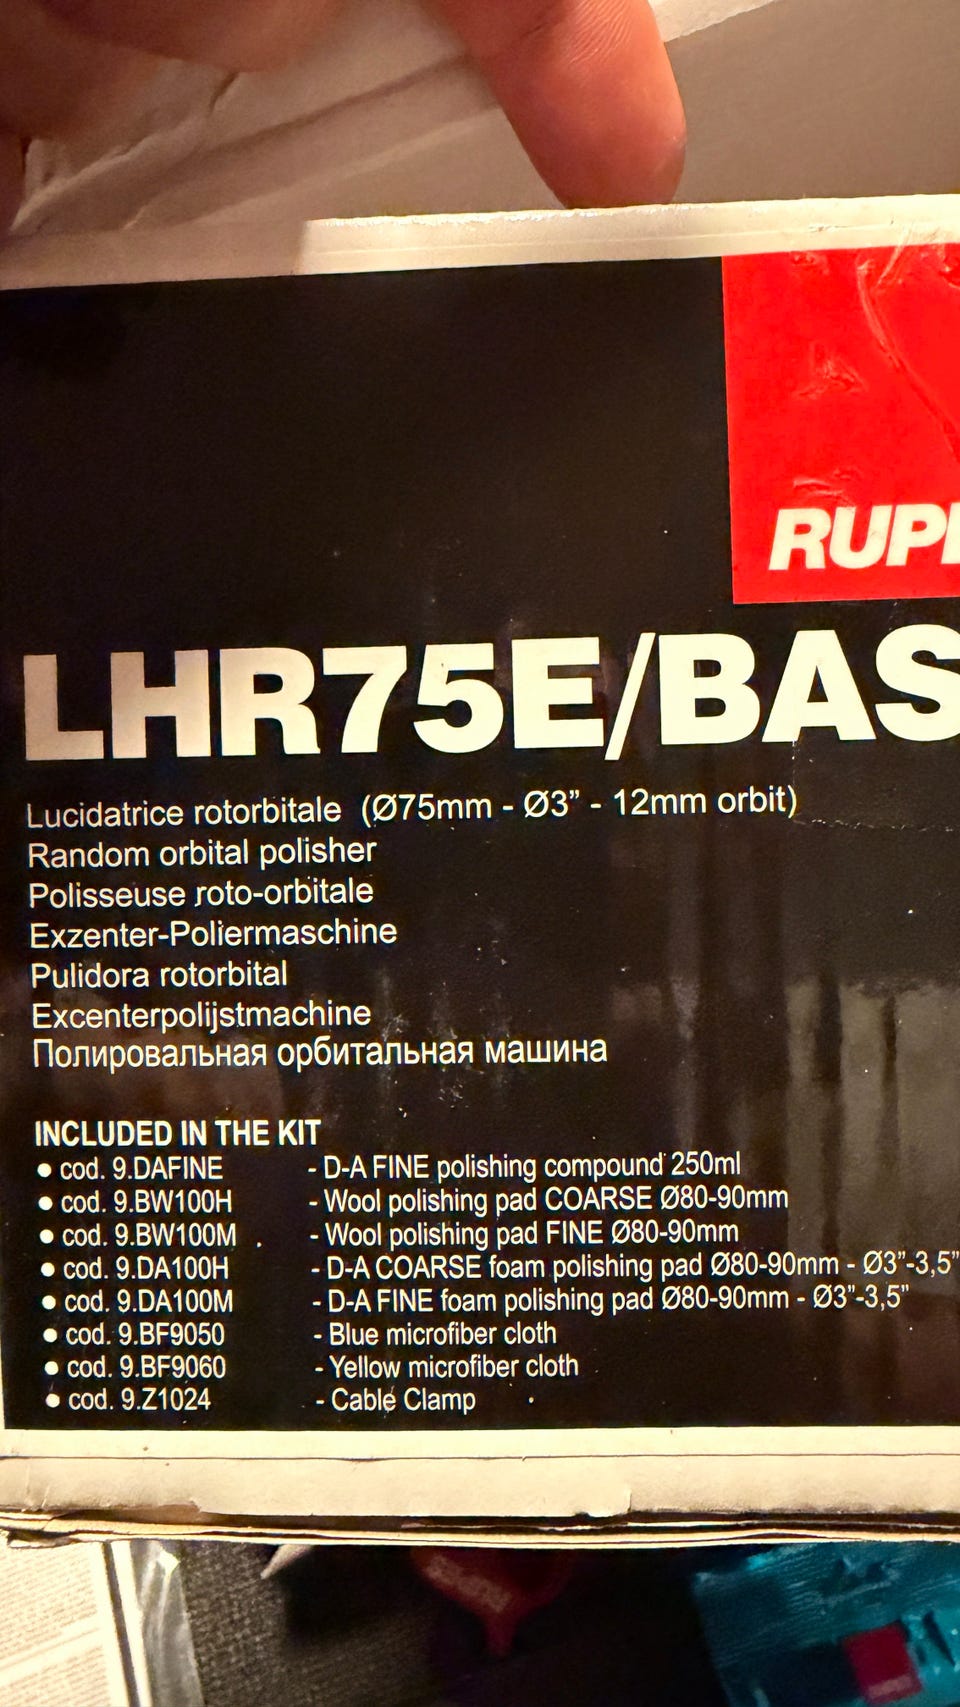 RUP
LHR75E/BAS
Lucidatrice rotorbitale (Ø75mm - Ø3” - 12mm orbit)
Random orbital polisher
Polisseuse roto-orbitale
Exzenter-Poliermaschine
Pulidora rotorbital
Excenterpolijstmachine
Полировальная орбитальная машина
INCLUDED IN THE KIT
● cod. 9.DAFINE - D-A FINE polishing compound 250ml
● cod. 9.BW100H - Wool polishing pad COARSE Ø80-90mm
● cod. 9.BW100M - Wool polishing pad FINE Ø80-90mm
● cod. 9.DA100H - D-A COARSE foam polishing pad Ø80-90mm - Ø3”-3,5”
● cod. 9.DA100M - D-A FINE foam polishing pad Ø80-90mm - Ø3”-3,5”
● cod. 9.BF9050 - Blue microfiber cloth
● cod. 9.BF9060 - Yellow microfiber cloth
● cod. 9.Z1024 - Cable Clamp